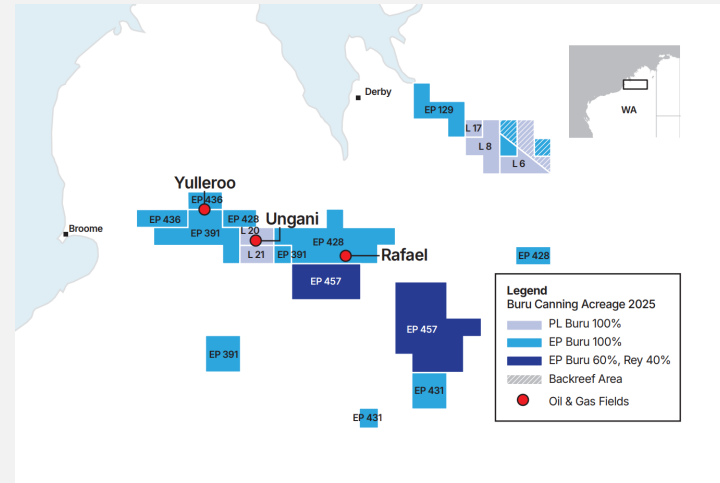 Derby
EP 129
L 17
L 8
L 6
WA
Yulleroo
EP 436
EP 436
EP 428
Ungani
L 20
Broome
EP 391
EP 428
L 21
EP 391
Rafael
EP 428
EP 457
EP 457
EP 391
EP 431
EP 431
Legend
Buru Canning Acreage 2025
PL Buru 100%
EP Buru 100%
EP Buru 60%, Rey 40%
Backreef Area
Oil & Gas Fields